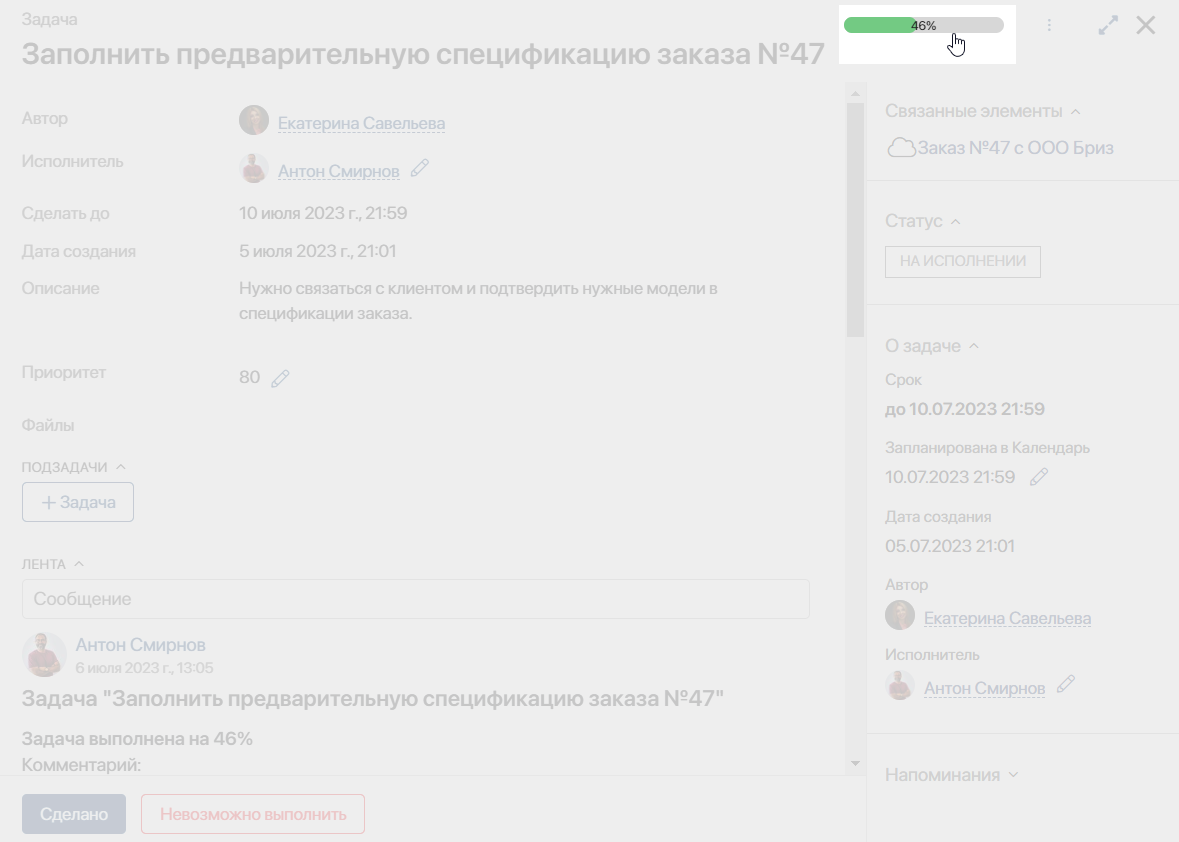 Задача
Заполнить предварительную спецификацию заказа №47
46%
Автор
Екатерина Савельева
Исполнитель
Антон Смирнов
Сделать до
10 июля 2023 г., 21:59
Дата создания
5 июля 2023 г., 21:01
Описание
Нужно связаться с клиентом и подтвердить нужные модели в
спецификации заказа.
Приоритет
80
Файлы
ПОДЗАДАЧИ
+ Задача
ЛЕНТА
Сообщение
Антон Смирнов
6 июля 2023 г., 13:05
Задача "Заполнить предварительную спецификацию заказа №47"
Задача выполнена на 46%
Комментарий:
Сделано
Невозможно выполнить
Связанные элементы
Заказ №47 с ООО Бриз
Статус
НА ИСПОЛНЕНИИ
О задаче
Срок
до 10.07.2023 21:59
Запланирована в Календарь
10.07.2023 21:59
Дата создания
05.07.2023 21:01
Автор
Екатерина Савельева
Исполнитель
Антон Смирнов
Напоминания